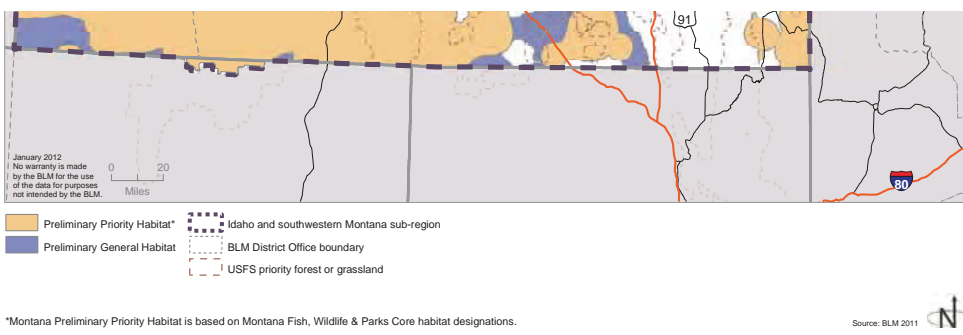 91
January 2012
No warranty is made
by the BLM for the use
of the data for purposes
not intended by the BLM.
0 20
Miles
80
Preliminary Priority Habitat*
Idaho and southwestern Montana sub-region
Preliminary General Habitat
BLM District Office boundary
USFS priority forest or grassland
*Montana Preliminary Priority Habitat is based on Montana Fish, Wildlife & Parks Core habitat designations.
Source: BLM 2011
N